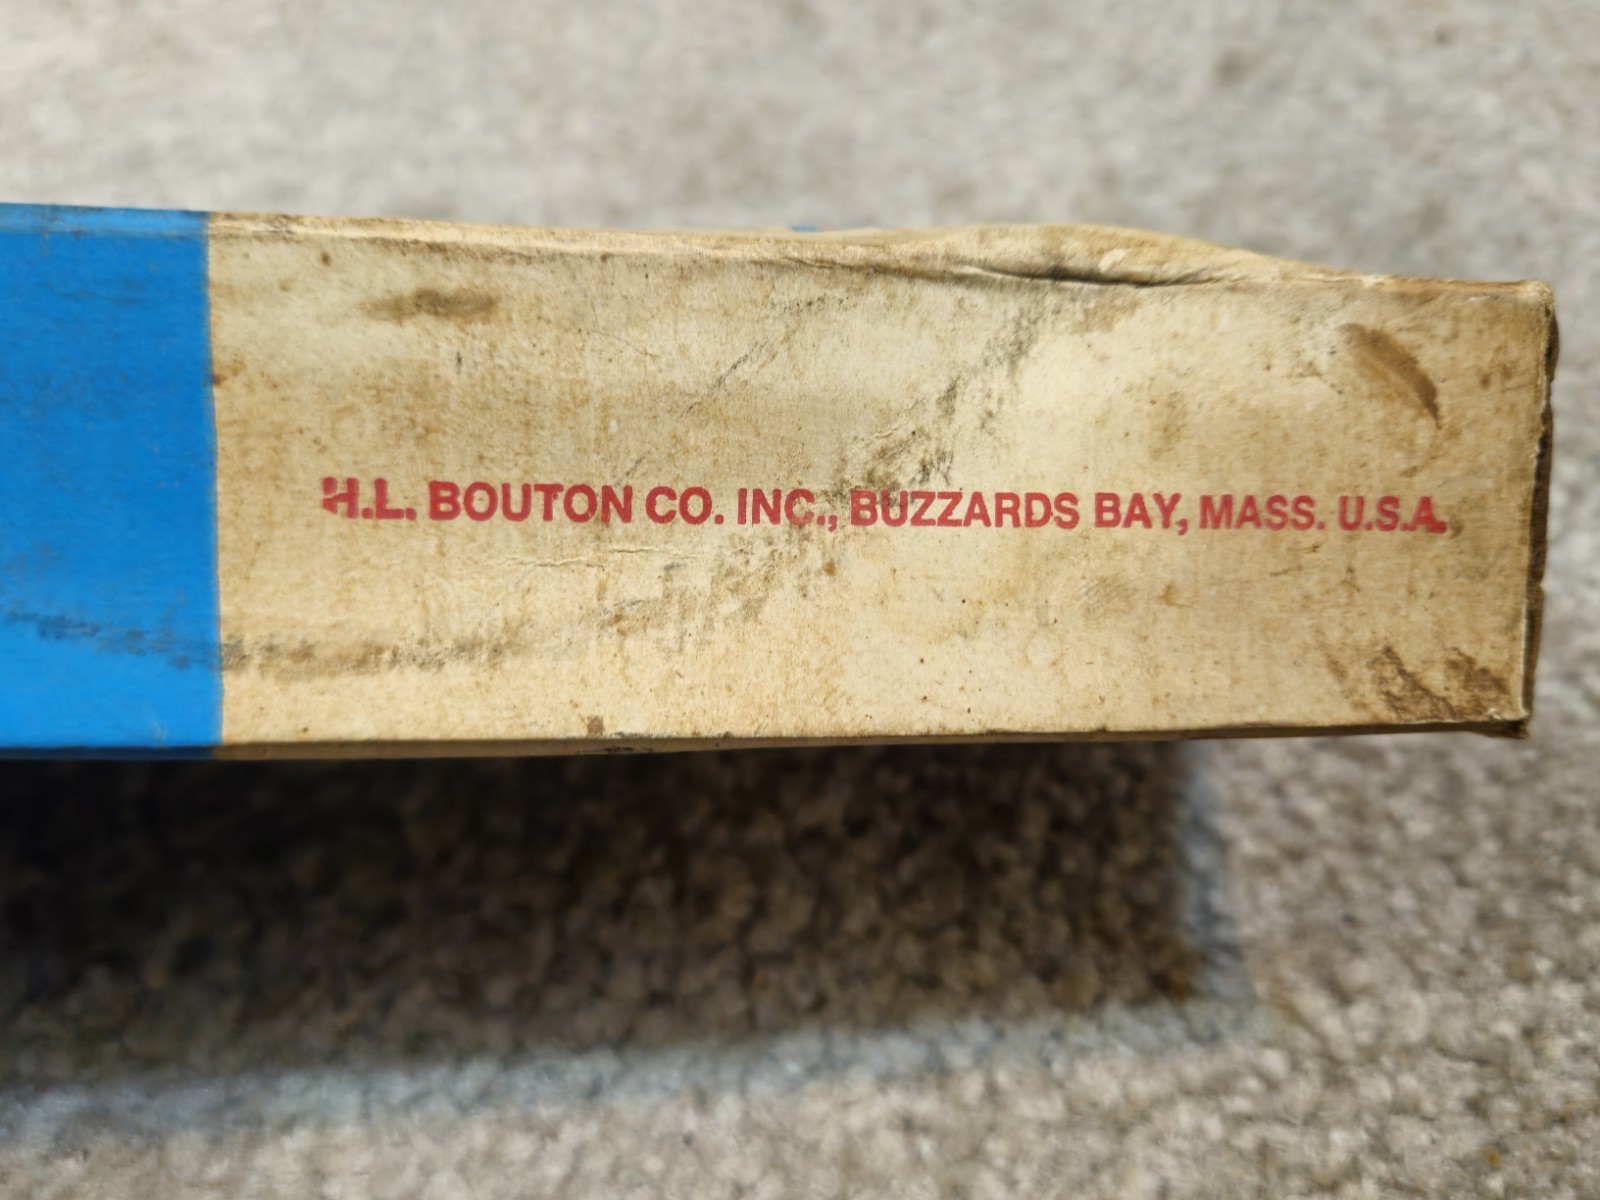 H.L. BOUTON CO. INC., BUZZARDS BAY, MASS. U.S.A.